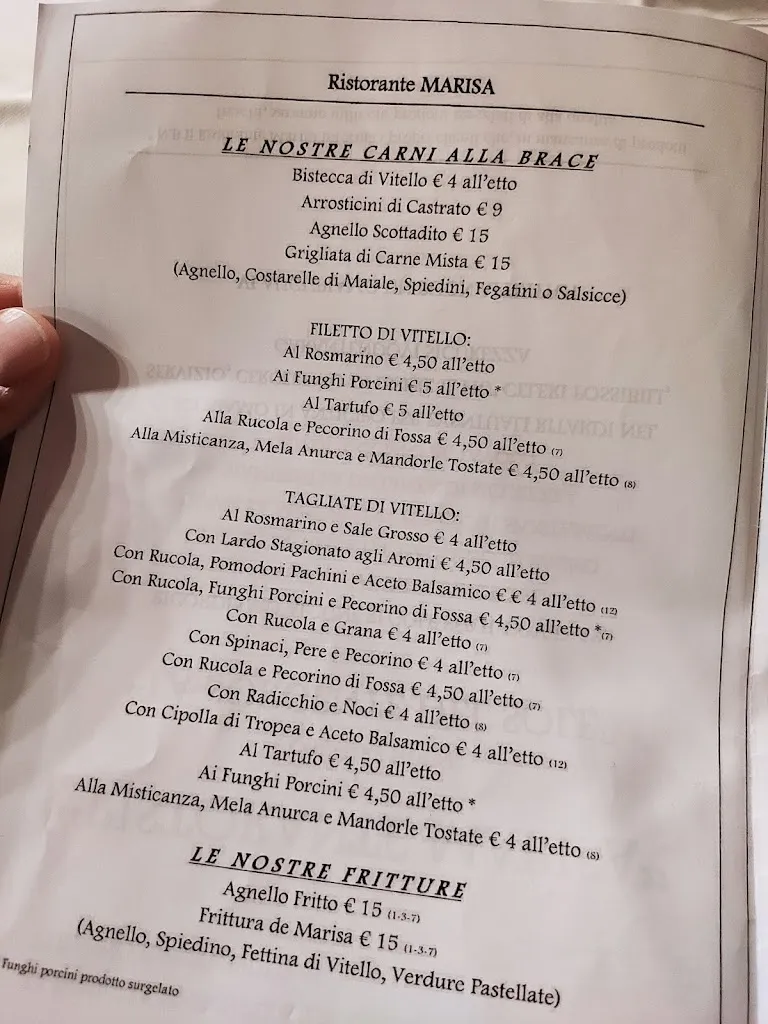 Ristorante MARISA
LE NOSTRE CARNI ALLA BRACE
Bistecca di Vitello € 4 all'etto
Arrosticini di Castrato € 9
Agnello Scottadito € 15
Grigliata di Carne Mista € 15
(Agnello, Costarelle di Maiale, Spiedini, Fegatini o Salsicce)
FILETTO DI VITELLO:
Al Rosmarino € 4,50 all'etto
Ai Funghi Porcini € 5 all'etto *
Al Tartufo € 5 all'etto
Alla Rucola e Pecorino di Fossa € 4,50 all'etto (7)
Alla Misticanza, Mela Anurca e Mandorle Tostate € 4,50 all'etto (8)
TAGLIATE DI VITELLO:
Al Rosmarino e Sale Grosso € 4 all'etto
Con Lardo Stagionato agli Aromi € 4,50 all'etto
Con Rucola, Pomodori Pachini e Aceto Balsamico € € 4 all'etto (12)
Con Rucola, Funghi Porcini e Pecorino di Fossa € 4,50 all'etto *(7)
Con Rucola e Grana € 4 all'etto (7)
Con Spinaci, Pere e Pecorino € 4 all'etto (7)
Con Rucola e Pecorino di Fossa € 4,50 all'etto (7)
Con Radicchio e Noci € 4 all'etto (8)
Con Cipolla di Tropea e Aceto Balsamico € 4 all'etto (12)
Al Tartufo € 4,50 all'etto
Ai Funghi Porcini € 4,50 all'etto *
Alla Misticanza, Mela Anurca e Mandorle Tostate € 4 all'etto (8)
LE NOSTRE FRITTURE
Agnello Fritto € 15 (1-3-7)
Frittura de Marisa € 15 (1-3-7)
(Agnello, Spiedino, Fettina di Vitello, Verdure Pastellate)
Funghi porcini prodotto surgelato